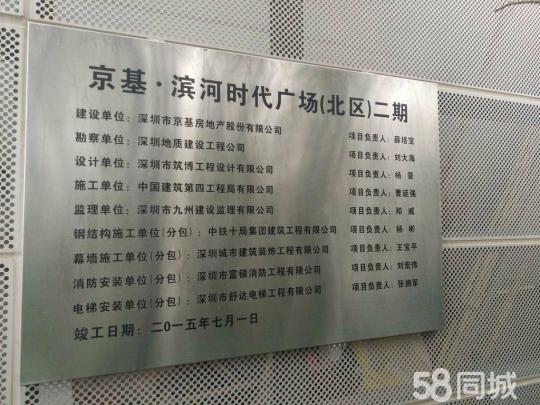 京基·滨河时代广场(北区)二期
建设单位：深圳市京基房地产股份有限公司 项目负责人：薛培宝
勘察单位：深圳地质建设工程公司 项目负责人：刘大海
设计单位：深圳市筑博工程设计有限公司 项目负责人：杨晋
施工单位：中国建筑第四工程局有限公司 项目负责人：曹延强
监理单位：深圳市九州建设监理有限公司 项目负责人：郑威
钢结构施工单位(分包)：中铁十局集团建筑工程有限公司 项目负责人：杨彬
幕墙施工单位(分包)：深圳城市建筑装饰工程有限公司 项目负责人：王宝平
消防安装单位(分包)：深圳市富银消防工程有限公司 项目负责人：刘宏伟
电梯安装单位(分包)：深圳市舒达电梯工程有限公司 项目负责人：张拥军
竣工日期：二0一五年七月一日
58同城